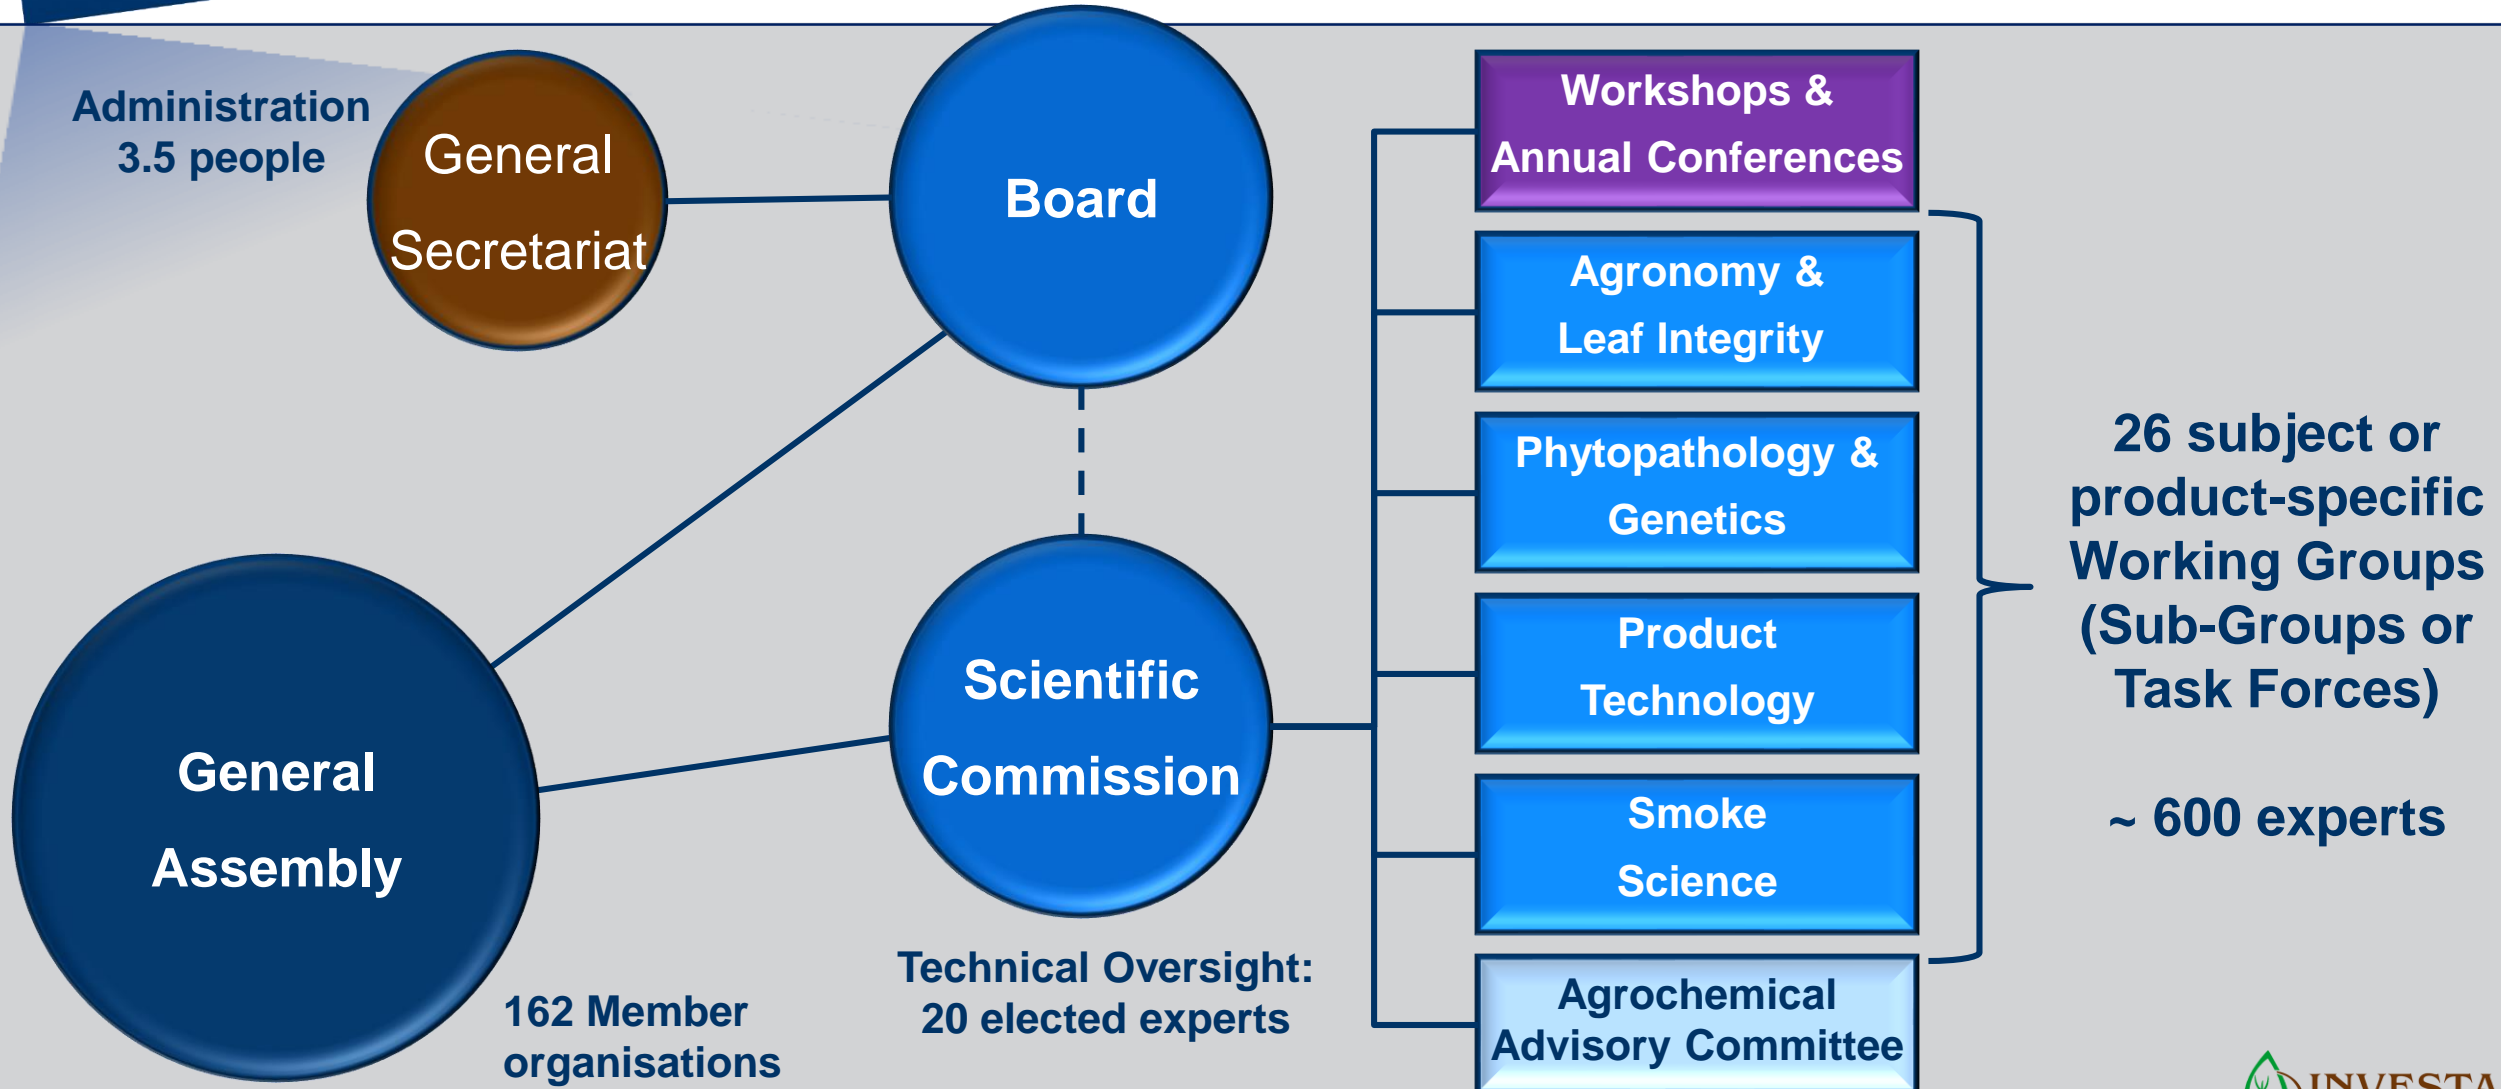 Administration
3.5 people
General
Secretariat
Board
General
Assembly
162 Member
organisations
Scientific
Commission
Technical Oversight:
20 elected experts
Workshops &
Annual Conferences
Agronomy &
Leaf Integrity
Phytopathology &
Genetics
Product
Technology
Smoke
Science
Agrochemical
Advisory Committee
26 subject or
product-specific
Working Groups
(Sub-Groups or
Task Forces)
~ 600 experts
INVESTA